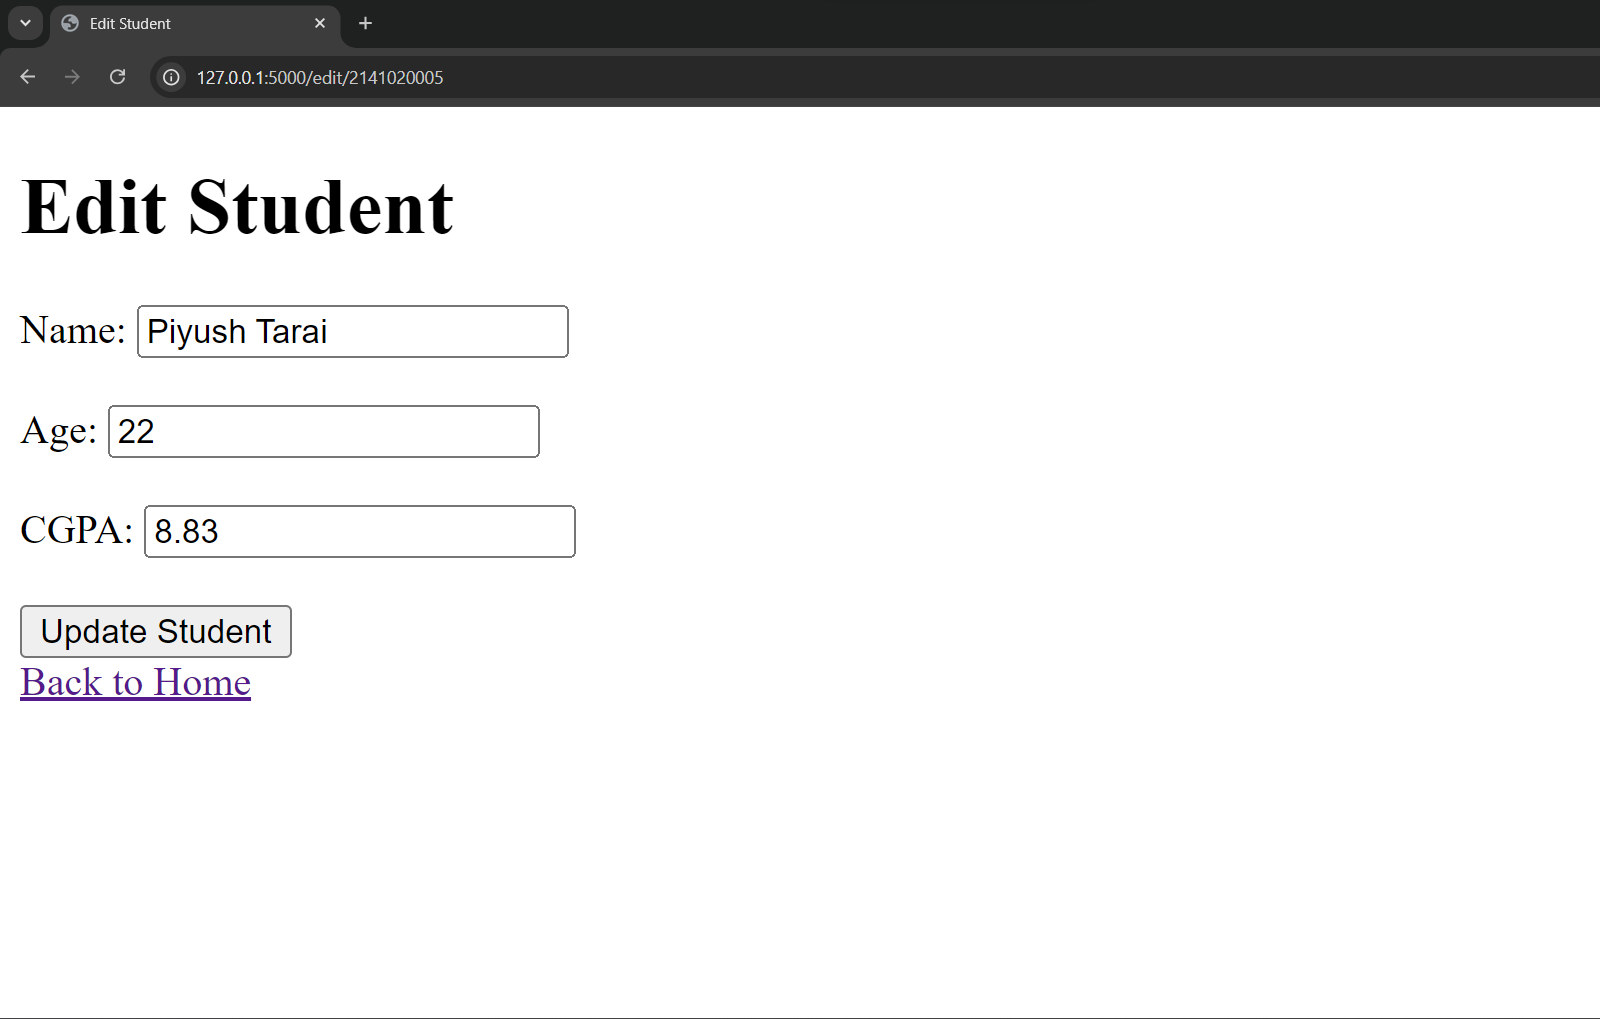 Edit Student
127.0.0.1:5000/edit/2141020005
Edit Student
Name: Piyush Tarai
Age: 22
CGPA: 8.83
Update Student
Back to Home